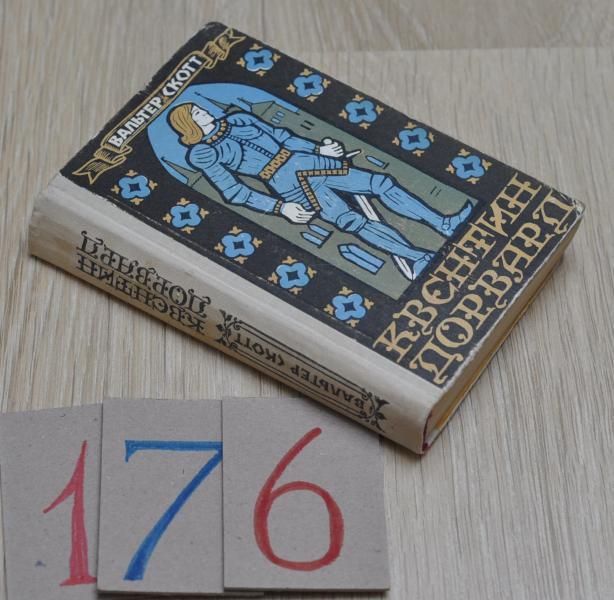 ВАЛЬТЕР СКОТТ
КВЕНТИН
ДОРВАРД
КВЕНТИН
ДОРВАРД
ВАЛЬТЕР СКОТТ
176